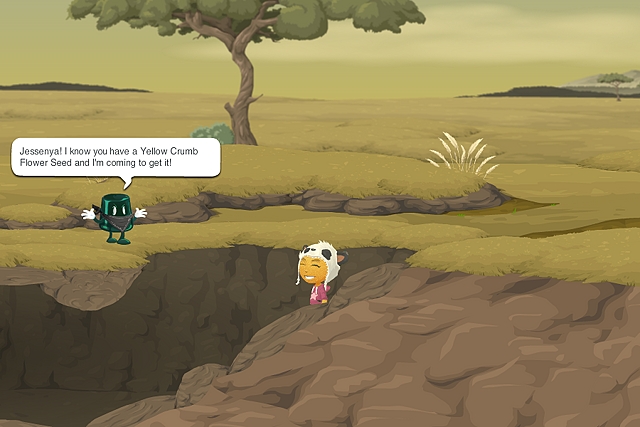 Jessenya! I know you have a Yellow Crumb
Flower Seed and I'm coming to get it!